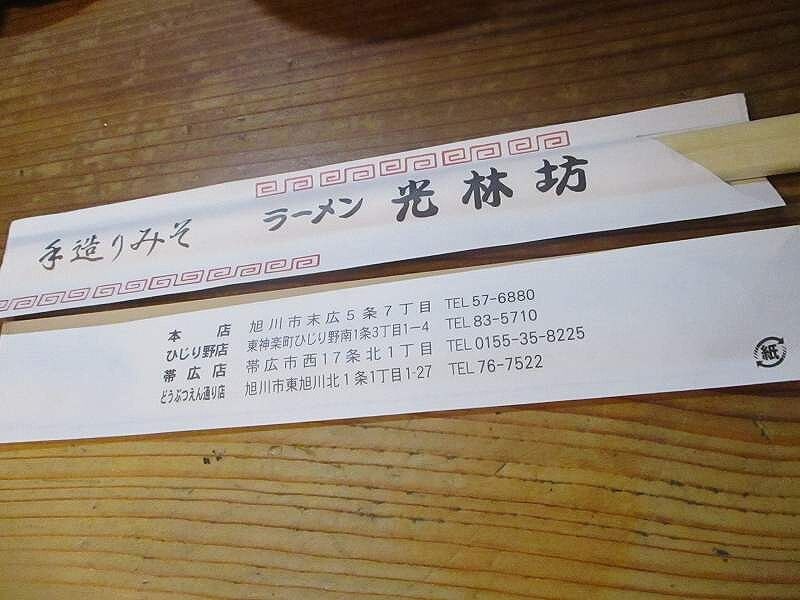 手造りみそ ラーメン 光林坊
本店 旭川市末広5条7丁目 TEL 57-6880
ひじり野店 東神楽町ひじり野南1条3丁目1-4 TEL 83-5710
帯広店 帯広市西17条北1丁目 TEL 0155-35-8225
どうぶつえん通り店 旭川市東旭川北1条1丁目1-27 TEL 76-7522
紙